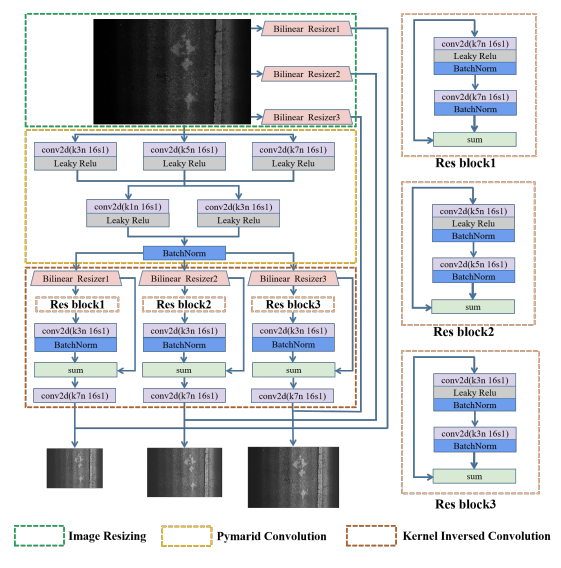 Bilinear Resizer1
Bilinear Resizer2
Bilinear Resizer3
conv2d(k3n 16s1) conv2d(k5n 16s1) conv2d(k7n 16s1)
Leaky Relu Leaky Relu Leaky Relu
conv2d(k1n 16s1) conv2d(k3n 16s1)
Leaky Relu Leaky Relu
BatchNorm
Bilinear Resizer1 Bilinear Resizer2 Bilinear Resizer3
Res block1 Res block2 Res block3
conv2d(k3n 16s1) conv2d(k3n 16s1) conv2d(k3n 16s1)
BatchNorm BatchNorm BatchNorm
sum sum sum
conv2d(k7n 16s1) conv2d(k7n 16s1) conv2d(k7n 16s1)
conv2d(k7n 16s1)
Leaky Relu
BatchNorm
conv2d(k7n 16s1)
BatchNorm
sum
Res block1
conv2d(k5n 16s1)
Leaky Relu
BatchNorm
conv2d(k5n 16s1)
BatchNorm
sum
Res block2
conv2d(k3n 16s1)
Leaky Relu
BatchNorm
conv2d(k3n 16s1)
BatchNorm
sum
Res block3
Image Resizing Pymarid Convolution Kernel Inversed Convolution